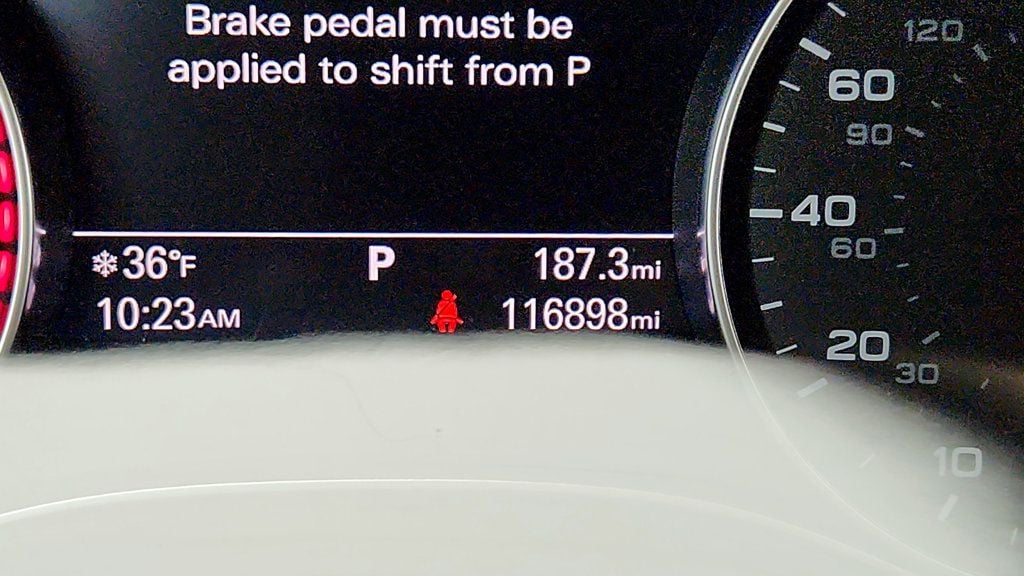 Brake pedal must be
applied to shift from P
36°F P 187.3mi
10:23AM 116898mi
120
60
90
40
60
20
30
10